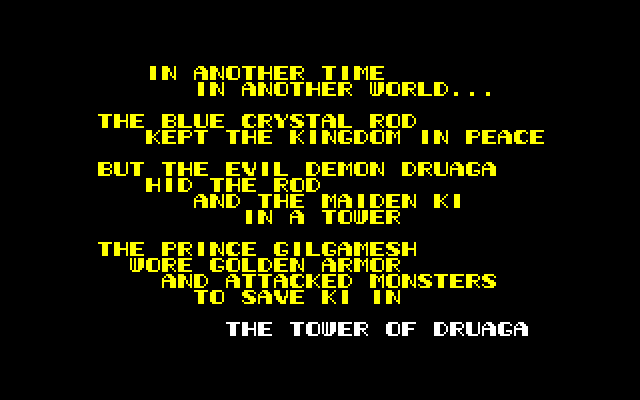 IN ANOTHER TIME
IN ANOTHER WORLD...
THE BLUE CRYSTAL ROD
KEPT THE KINGDOM IN PEACE
BUT THE EVIL DEMON DRUAGA
HID THE ROD
AND THE MAIDEN KI
IN A TOWER
THE PRINCE GILGAMESH
WORE GOLDEN ARMOR
AND ATTACKED MONSTERS
TO SAVE KI IN
THE TOWER OF DRUAGA